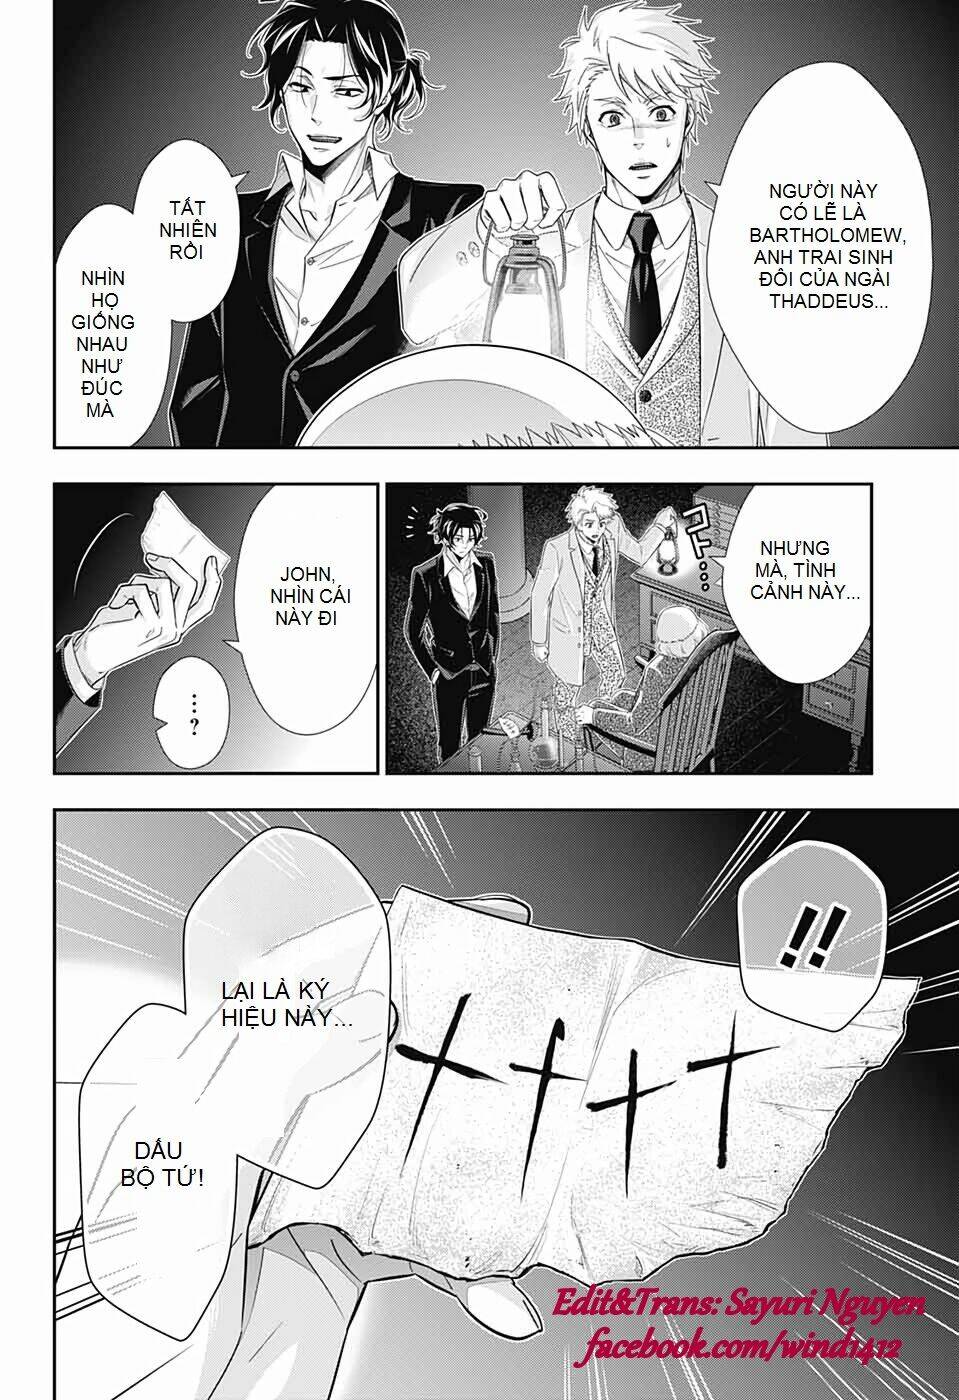 NGƯỜI NÀY
CÓ LẼ LÀ
BARTHOLOMEW,
ANH TRAI SINH
ĐÔI CỦA NGÀI
THADDEUS...
TẤT
NHIÊN
RỒI
NHÌN
HỌ
GIỐNG
NHAU
NHƯ
ĐÚC
MÀ
NHƯNG
MÀ, TÌNH
CẢNH NÀY...
コト...
JOHN,
NHÌN CÁI
NÀY ĐI
...?
!!
LẠI LÀ KÝ
HIỆU NÀY...
DẤU
BỘ TỨ!
Edit&Trans: Sayuri Nguyen
facebook.com/wind1412